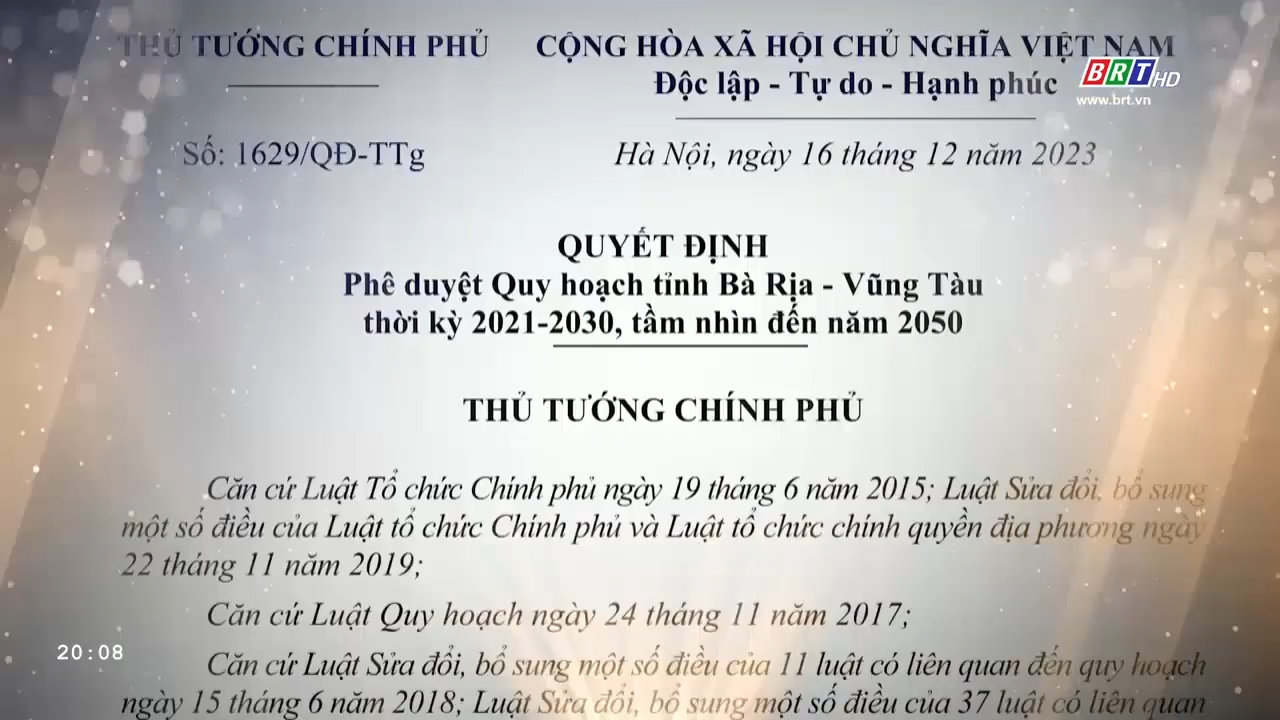 THỦ TƯỚNG CHÍNH PHỦ
CỘNG HÒA XÃ HỘI CHỦ NGHĨA VIỆT NAM
Độc lập - Tự do - Hạnh phúc
BRT HD
www.brt.vn
Số: 1629/QĐ-TTg
Hà Nội, ngày 16 tháng 12 năm 2023
QUYẾT ĐỊNH
Phê duyệt Quy hoạch tỉnh Bà Rịa - Vũng Tàu
thời kỳ 2021-2030, tầm nhìn đến năm 2050
THỦ TƯỚNG CHÍNH PHỦ
Căn cứ Luật Tổ chức Chính phủ ngày 19 tháng 6 năm 2015; Luật Sửa đổi, bổ sung
một số điều của Luật tổ chức Chính phủ và Luật tổ chức chính quyền địa phương ngày
22 tháng 11 năm 2019;
Căn cứ Luật Quy hoạch ngày 24 tháng 11 năm 2017;
20:08
Căn cứ Luật Sửa đổi, bổ sung một số điều của 11 luật có liên quan đến quy hoạch
ngày 15 tháng 6 năm 2018; Luật Sửa đổi, bổ sung một số điều của 37 luật có liên quan